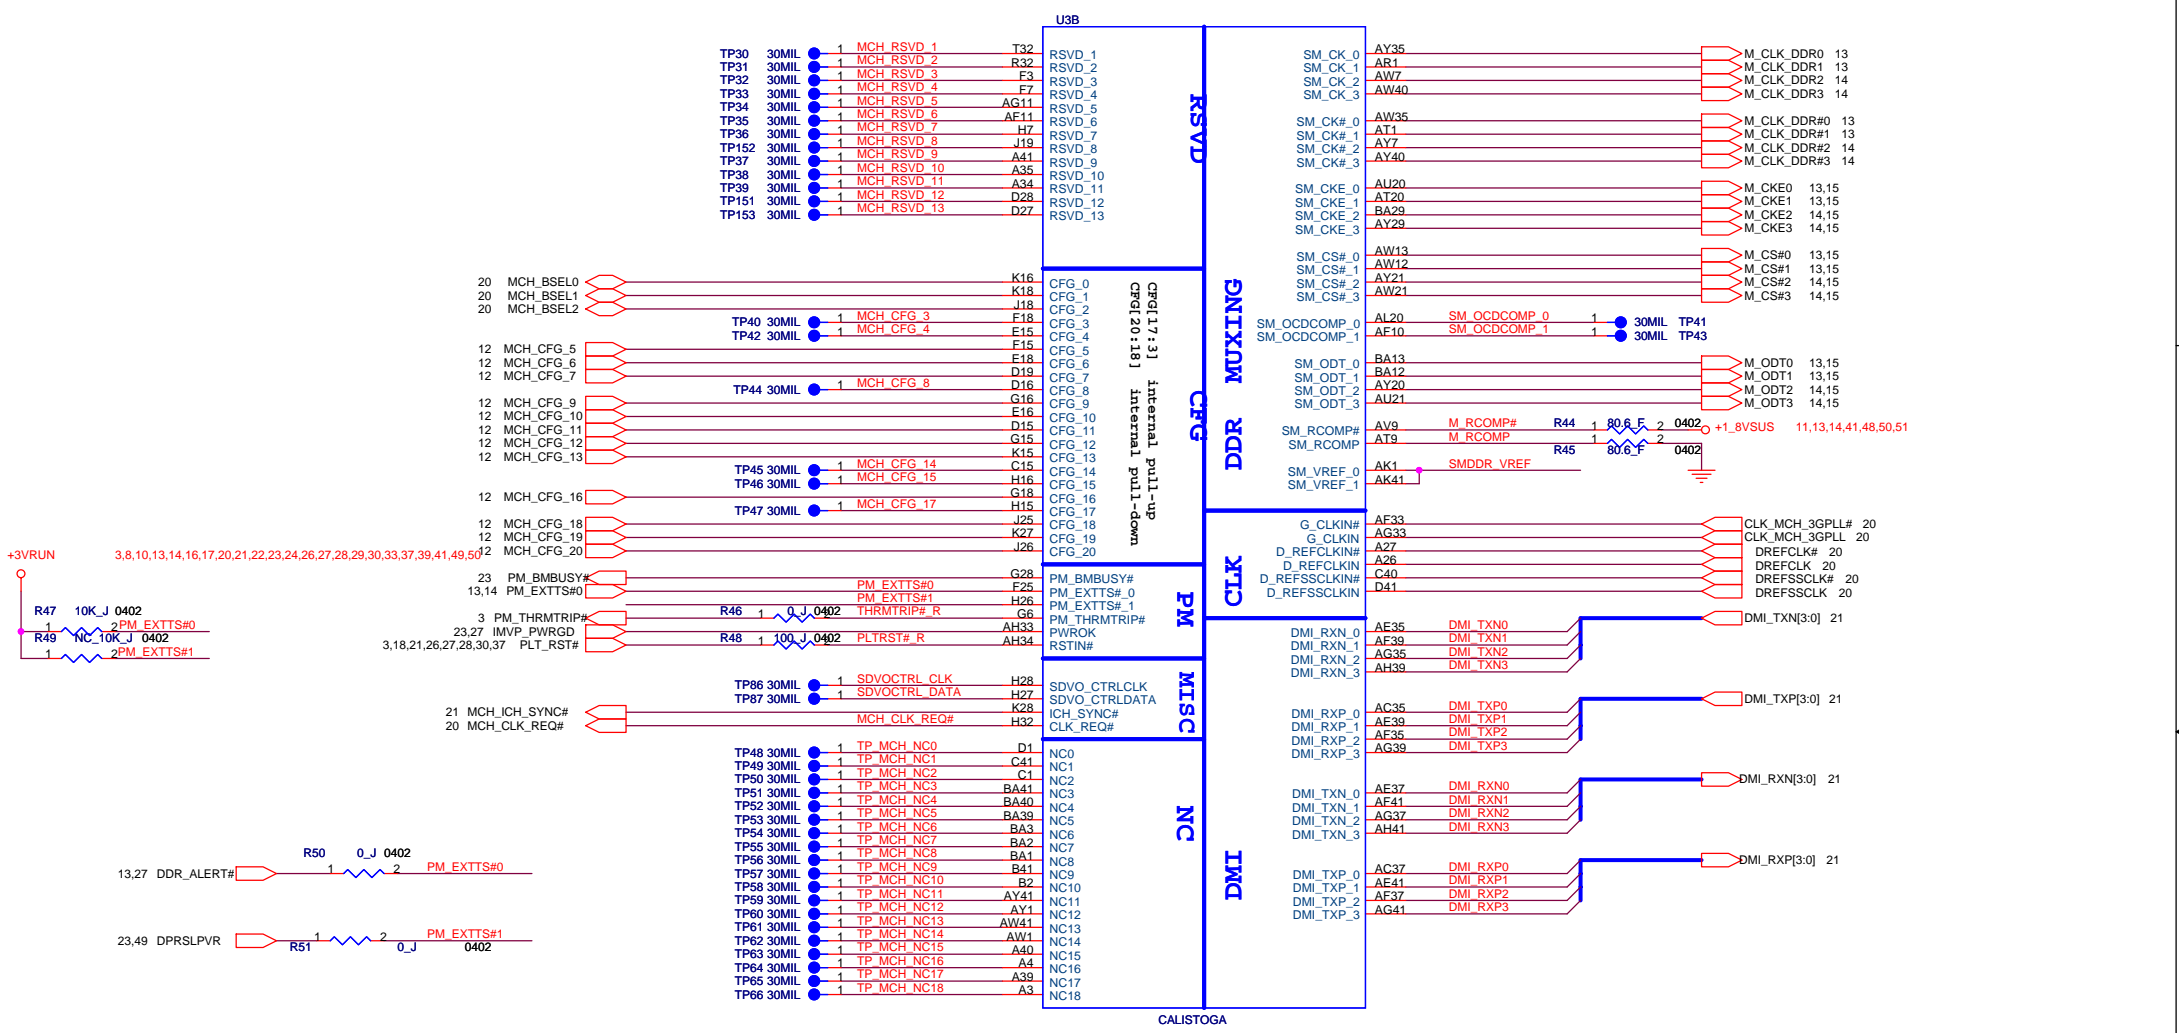 U3B
TP30 30MIL 1 MCH_RSVD_1 T32 RSVD_1
TP31 30MIL 1 MCH_RSVD_2 R32 RSVD_2
TP32 30MIL 1 MCH_RSVD_3 F3 RSVD_3
TP33 30MIL 1 MCH_RSVD_4 F7 RSVD_4
TP34 30MIL 1 MCH_RSVD_5 AG11 RSVD_5
TP35 30MIL 1 MCH_RSVD_6 AF11 RSVD_6
TP36 30MIL 1 MCH_RSVD_7 H7 RSVD_7
TP152 30MIL 1 MCH_RSVD_8 J19 RSVD_8
TP37 30MIL 1 MCH_RSVD_9 A41 RSVD_9
TP38 30MIL 1 MCH_RSVD_10 A35 RSVD_10
TP39 30MIL 1 MCH_RSVD_11 A34 RSVD_11
TP151 30MIL 1 MCH_RSVD_12 D28 RSVD_12
TP153 30MIL 1 MCH_RSVD_13 D27 RSVD_13
RSVD
20 MCH_BSEL0 K16 CFG_0
20 MCH_BSEL1 K18 CFG_1
20 MCH_BSEL2 J18 CFG_2
TP40 30MIL 1 MCH_CFG_3 F18 CFG_3
TP42 30MIL 1 MCH_CFG_4 E15 CFG_4
12 MCH_CFG_5 F15 CFG_5
12 MCH_CFG_6 E18 CFG_6
12 MCH_CFG_7 D19 CFG_7
TP44 30MIL 1 MCH_CFG_8 D16 CFG_8
12 MCH_CFG_9 G16 CFG_9
12 MCH_CFG_10 E16 CFG_10
12 MCH_CFG_11 D15 CFG_11
12 MCH_CFG_12 G15 CFG_12
12 MCH_CFG_13 K15 CFG_13
TP45 30MIL 1 MCH_CFG_14 C15 CFG_14
TP46 30MIL 1 MCH_CFG_15 H16 CFG_15
12 MCH_CFG_16 G18 CFG_16
TP47 30MIL 1 MCH_CFG_17 H15 CFG_17
12 MCH_CFG_18 J25 CFG_18
12 MCH_CFG_19 K27 CFG_19
12 MCH_CFG_20 J26 CFG_20
CFG[17:3] internal pull-up
CFG[20:18] internal pull-down
CFG
+3VRUN 3,8,10,13,14,16,17,20,21,22,23,24,26,27,28,29,30,33,37,39,41,49,50
R47 10K_J 0402
1 2 PM_EXTTS#0
R49 NC_10K_J 0402
1 2 PM_EXTTS#1
23 PM_BMBUSY# G28 PM_BMBUSY#
13,14 PM_EXTTS#0 PM_EXTTS#0 F25 PM_EXTTS#_0
PM_EXTTS#1 H26 PM_EXTTS#_1
3 PM_THRMTRIP# R46 1 0_J 0402 THRMTRIP#_R G6 PM_THRMTRIP#
23,27 IMVP_PWRGD AH33 PWROK
3,18,21,26,27,28,30,37 PLT_RST# R48 1 100_J 0402 PLTRST#_R AH34 RSTIN#
PM
TP86 30MIL 1 SDVOCTRL_CLK H28 SDVO_CTRLCLK
TP87 30MIL 1 SDVOCTRL_DATA H27 SDVO_CTRLDATA
21 MCH_ICH_SYNC# K28 ICH_SYNC#
20 MCH_CLK_REQ# MCH_CLK_REQ# H32 CLK_REQ#
MISC
TP48 30MIL 1 TP_MCH_NC0 D1 NC0
TP49 30MIL 1 TP_MCH_NC1 C41 NC1
TP50 30MIL 1 TP_MCH_NC2 C1 NC2
TP51 30MIL 1 TP_MCH_NC3 BA41 NC3
TP52 30MIL 1 TP_MCH_NC4 BA40 NC4
TP53 30MIL 1 TP_MCH_NC5 BA39 NC5
TP54 30MIL 1 TP_MCH_NC6 BA3 NC6
TP55 30MIL 1 TP_MCH_NC7 BA2 NC7
TP56 30MIL 1 TP_MCH_NC8 BA1 NC8
TP57 30MIL 1 TP_MCH_NC9 B41 NC9
TP58 30MIL 1 TP_MCH_NC10 B2 NC10
TP59 30MIL 1 TP_MCH_NC11 AY41 NC11
TP60 30MIL 1 TP_MCH_NC12 AY1 NC12
TP61 30MIL 1 TP_MCH_NC13 AW41 NC13
TP62 30MIL 1 TP_MCH_NC14 AW1 NC14
TP63 30MIL 1 TP_MCH_NC15 A40 NC15
TP64 30MIL 1 TP_MCH_NC16 A4 NC16
TP65 30MIL 1 TP_MCH_NC17 A39 NC17
TP66 30MIL 1 TP_MCH_NC18 A3 NC18
NC
R50 0_J 0402
13,27 DDR_ALERT# 1 2 PM_EXTTS#0
23,49 DPRSLPVR 1 2 PM_EXTTS#1
R51 0_J 0402
SM_CK_0 AY35 M_CLK_DDR0 13
SM_CK_1 AR1 M_CLK_DDR1 13
SM_CK_2 AW7 M_CLK_DDR2 14
SM_CK_3 AW40 M_CLK_DDR3 14
SM_CK#_0 AW35 M_CLK_DDR#0 13
SM_CK#_1 AT1 M_CLK_DDR#1 13
SM_CK#_2 AY7 M_CLK_DDR#2 14
SM_CK#_3 AY40 M_CLK_DDR#3 14
SM_CKE_0 AU20 M_CKE0 13,15
SM_CKE_1 AT20 M_CKE1 13,15
SM_CKE_2 BA29 M_CKE2 14,15
SM_CKE_3 AY29 M_CKE3 14,15
SM_CS#_0 AW13 M_CS#0 13,15
SM_CS#_1 AW12 M_CS#1 13,15
SM_CS#_2 AY21 M_CS#2 14,15
SM_CS#_3 AW21 M_CS#3 14,15
SM_OCDCOMP_0 AL20 SM_OCDCOMP_0 1 30MIL TP41
SM_OCDCOMP_1 AF10 SM_OCDCOMP_1 1 30MIL TP43
SM_ODT_0 BA13 M_ODT0 13,15
SM_ODT_1 BA12 M_ODT1 13,15
SM_ODT_2 AY20 M_ODT2 14,15
SM_ODT_3 AU21 M_ODT3 14,15
SM_RCOMP# AV9 M_RCOMP# R44 1 80.6_F 2 0402 +1_8VSUS 11,13,14,41,48,50,51
SM_RCOMP AT9 M_RCOMP 1 2
R45 80.6_F 0402
SM_VREF_0 AK1 SMDDR_VREF
SM_VREF_1 AK41
DDR MUXING
G_CLKIN# AF33 CLK_MCH_3GPLL# 20
G_CLKIN AG33 CLK_MCH_3GPLL 20
D_REFCLKIN# A27 DREFCLK# 20
D_REFCLKIN A26 DREFCLK 20
D_REFSSCLKIN# C40 DREFSSCLK# 20
D_REFSSCLKIN D41 DREFSSCLK 20
CLK
DMI_TXN[3:0] 21
DMI_RXN_0 AE35 DMI_TXN0
DMI_RXN_1 AF39 DMI_TXN1
DMI_RXN_2 AG35 DMI_TXN2
DMI_RXN_3 AH39 DMI_TXN3
DMI_TXP[3:0] 21
DMI_RXP_0 AC35 DMI_TXP0
DMI_RXP_1 AE39 DMI_TXP1
DMI_RXP_2 AF35 DMI_TXP2
DMI_RXP_3 AG39 DMI_TXP3
DMI_RXN[3:0] 21
DMI_TXN_0 AE37 DMI_RXN0
DMI_TXN_1 AF41 DMI_RXN1
DMI_TXN_2 AG37 DMI_RXN2
DMI_TXN_3 AH41 DMI_RXN3
DMI_RXP[3:0] 21
DMI_TXP_0 AC37 DMI_RXP0
DMI_TXP_1 AE41 DMI_RXP1
DMI_TXP_2 AF37 DMI_RXP2
DMI_TXP_3 AG41 DMI_RXP3
DMI
CALISTOGA